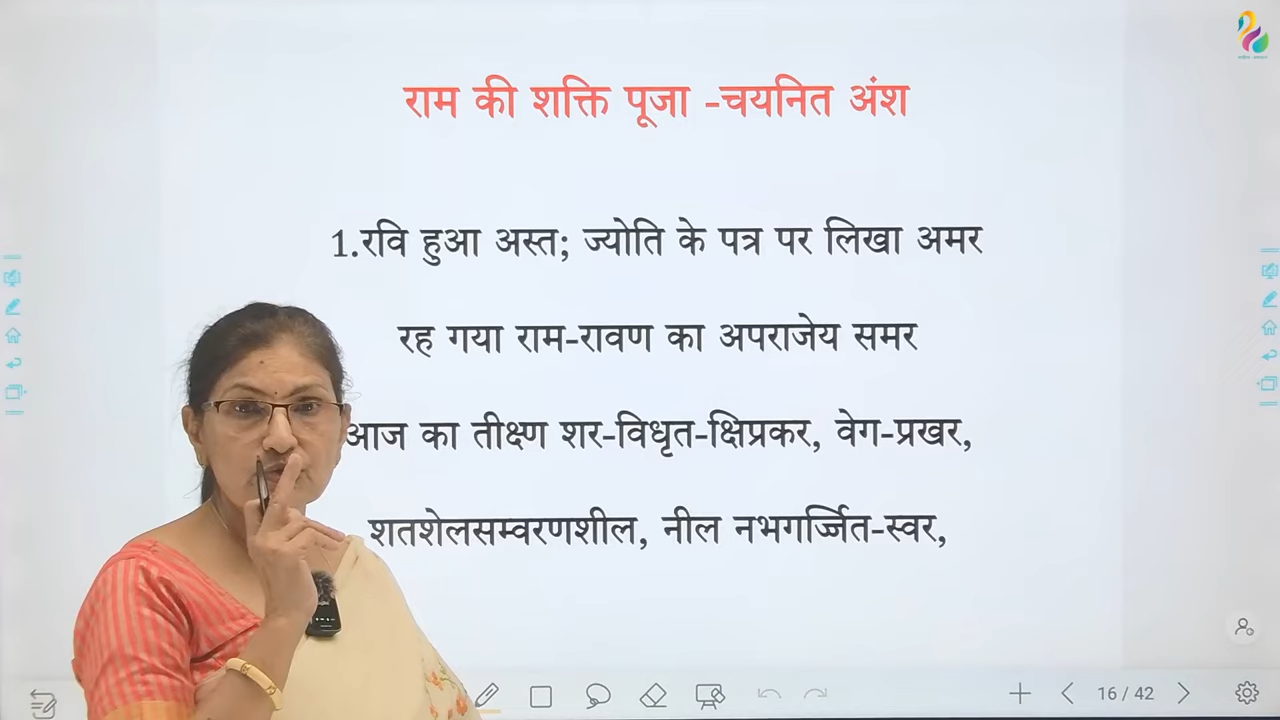 राम की शक्ति पूजा -चयनित अंश
1.रवि हुआ अस्त; ज्योति के पत्र पर लिखा अमर
रह गया राम-रावण का अपराजेय समर
आज का तीक्ष्ण शर-विधृत-क्षिप्रकर, वेग-प्रखर,
शतशेलसम्वरणशील, नील नभगर्ज्जित-स्वर,
16 / 42